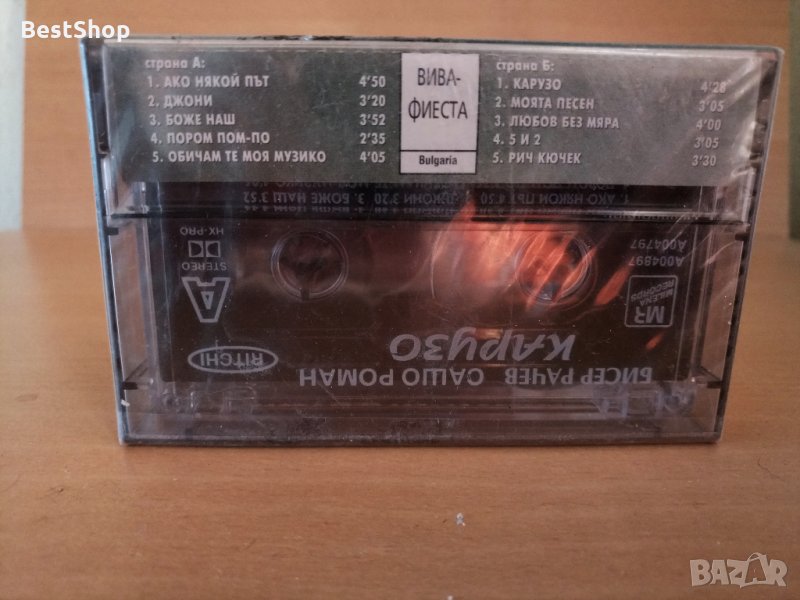 BestShop
страна А:
1. АКО НЯКОЙ ПЪТ 4'50
2. ДЖОНИ 3'20
3. БОЖЕ НАШ 3'52
4. ПОРОМ ПОМ-ПО 2'35
5. ОБИЧАМ ТЕ МОЯ МУЗИКО 4'05
ВИВА-
ФИЕСТА
Bulgaria
страна Б:
1. КАРУЗО 4'28
2. МОЯТА ПЕСЕН 3'05
3. ЛЮБОВ БЕЗ МЯРА 4'00
4. 5 И 2 3'05
5. РИЧ КЮЧЕК 3'30
БИСЕР РАЧЕВ САШО РОМАН
КАРУЗО
RITCHI
MR
MILENA
RECORDS
A
STEREO
HX-PRO
A004897
A004797
BAZAR